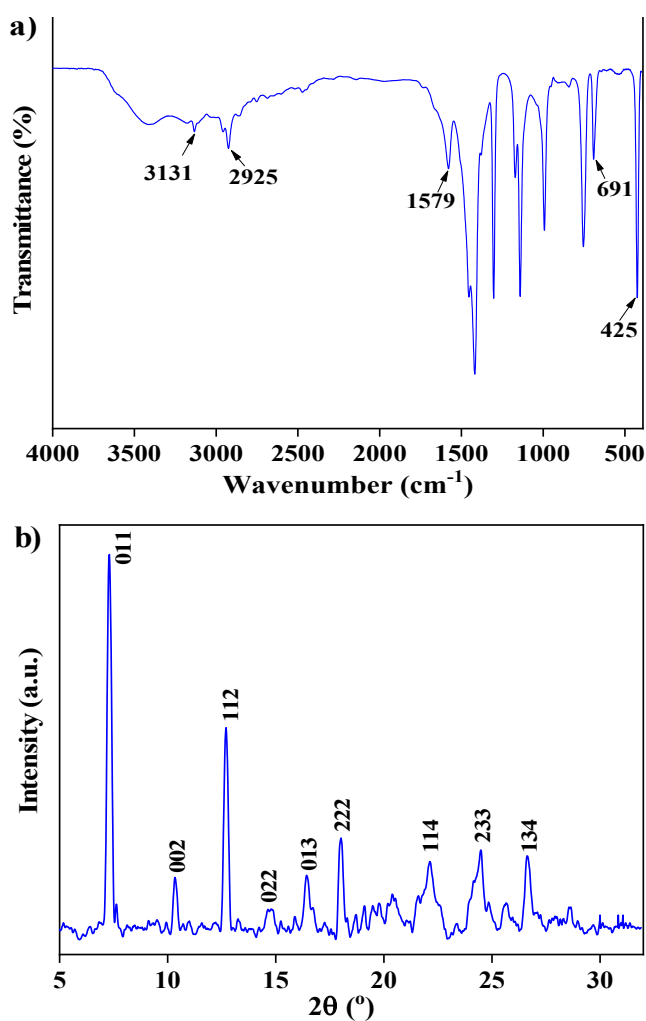 a)
Transmittance (%)
3131
2925
1579
691
425
4000 3500 3000 2500 2000 1500 1000 500
Wavenumber (cm⁻¹)
b)
Intensity (a.u.)
011
002
112
022
013
222
114
233
134
5 10 15 20 25 30
2θ (º)